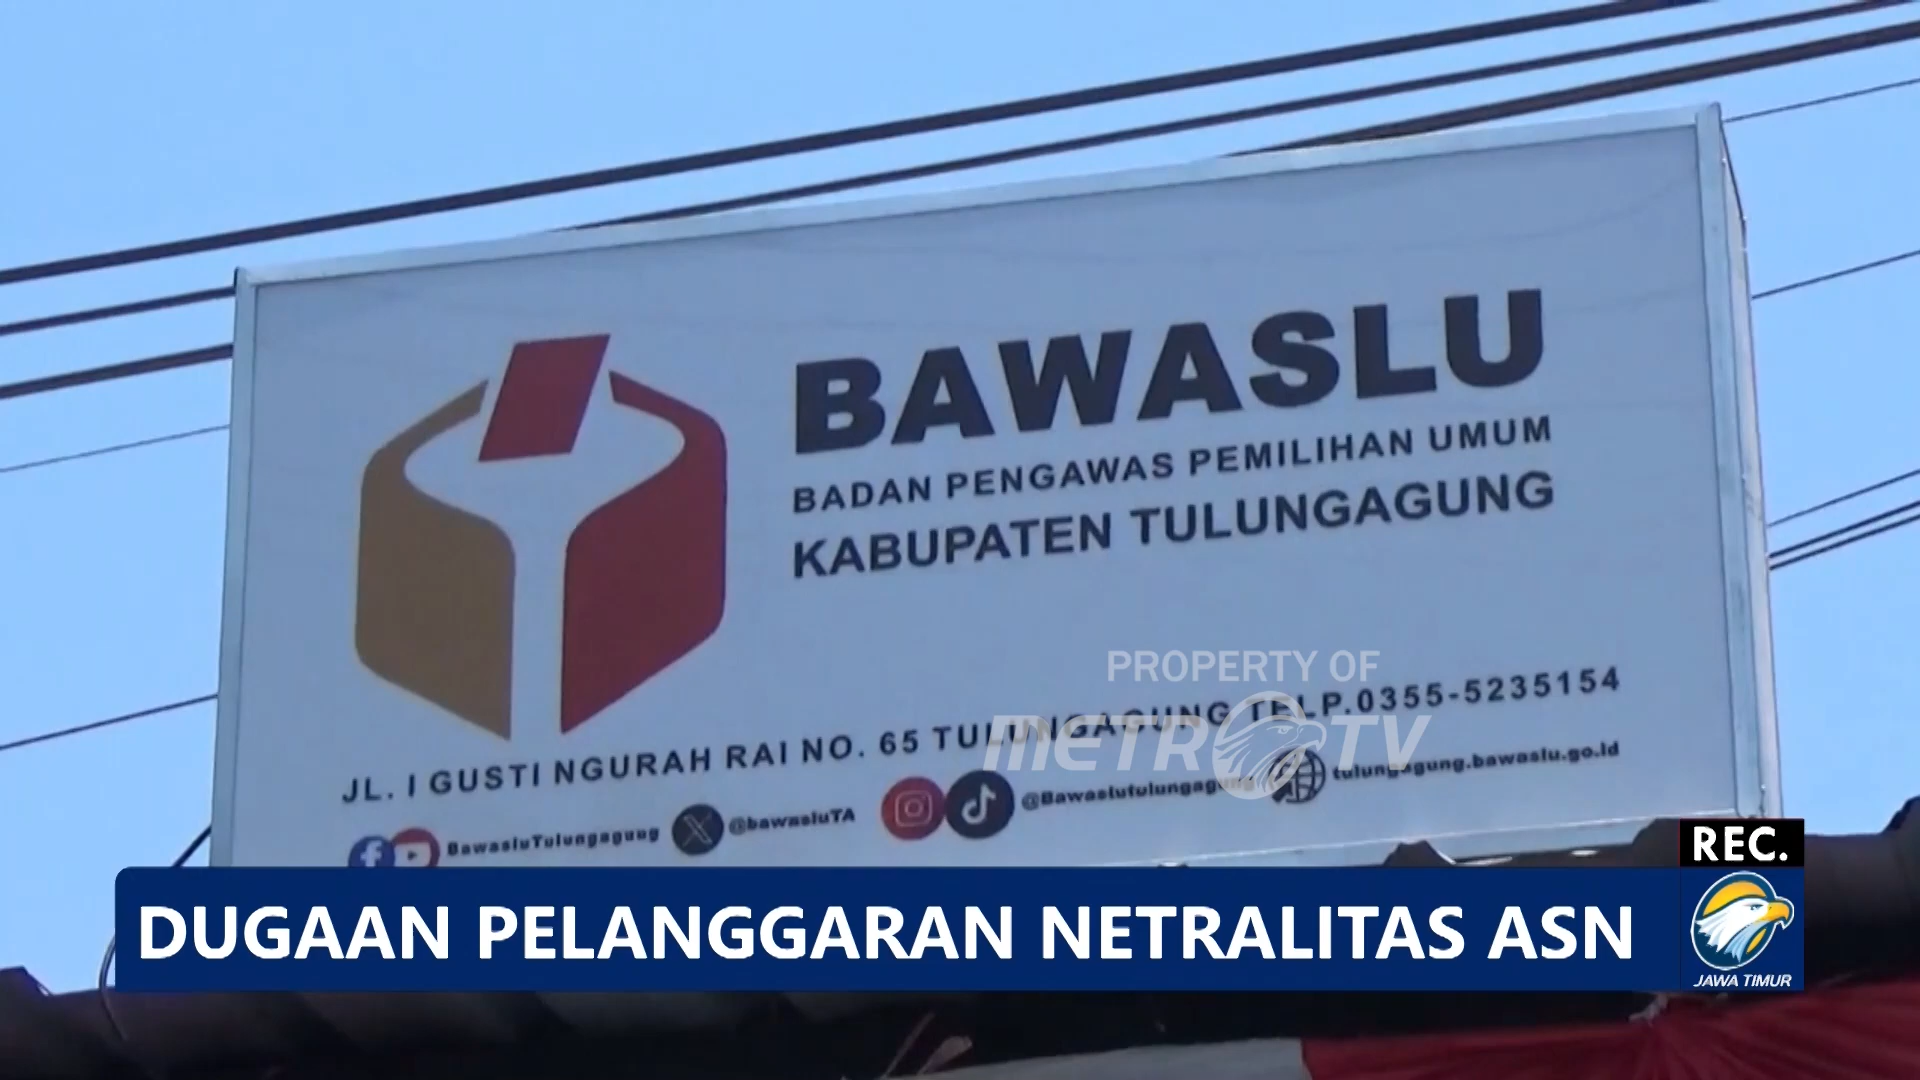 BAWASLU
BADAN PENGAWAS PEMILIHAN UMUM
KABUPATEN TULUNGAGUNG
PROPERTY OF
METRO TV
JL. I GUSTI NGURAH RAI NO. 65 TULUNGAGUNG TELP.0355-5235154
BawasluTulungagung @bawasluTA @Bawaslutulungagung tulungagung.bawaslu.go.id
REC.
DUGAAN PELANGGARAN NETRALITAS ASN
JAWA TIMUR